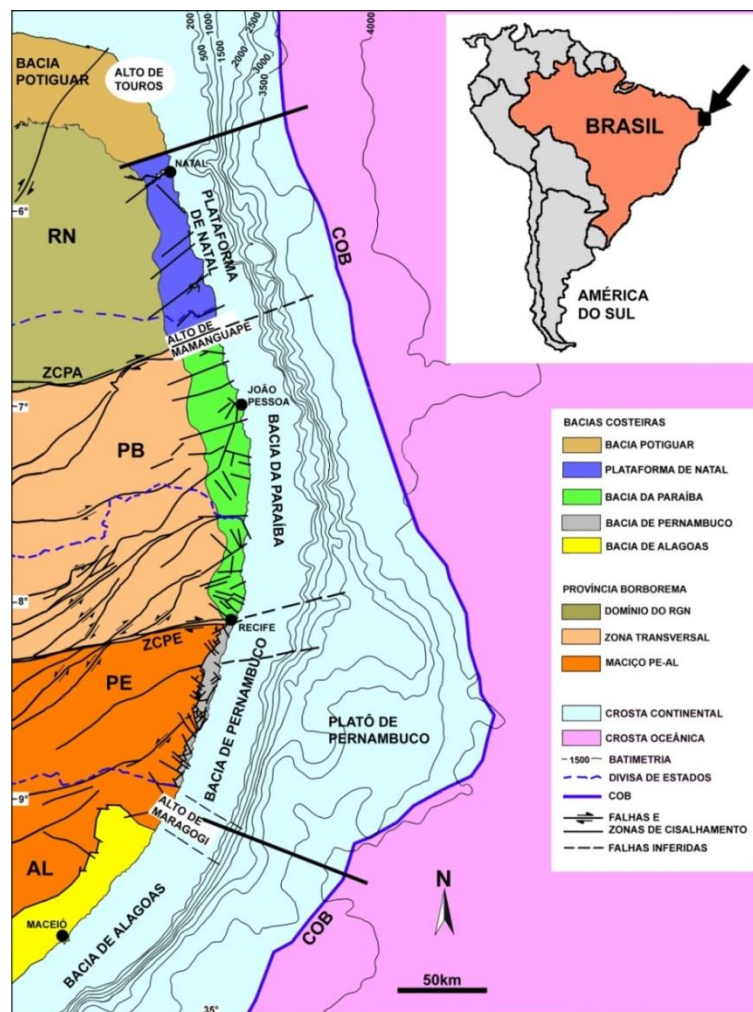 BACIA
POTIGUAR
ALTO DE
TOUROS
200
500
1000
1500
2000
2500
3000
3500
4000
NATAL
6°
RN
PLATAFORMA
DE NATAL
COB
ALTO DE
MAMANGUAPE
ZCPA
7°
JOÃO
PESSOA
PB
BACIA DA PARAÍBA
8°
RECIFE
ZCPE
PE
BACIA DE PERNAMBUCO
PLATÔ DE
PERNAMBUCO
9°
ALTO DE
MARAGOGI
AL
MACEIÓ
BACIA DE ALAGOAS
COB
35°
N
50km
BRASIL
AMÉRICA
DO SUL
BACIAS COSTEIRAS
BACIA POTIGUAR
PLATAFORMA DE NATAL
BACIA DA PARAÍBA
BACIA DE PERNAMBUCO
BACIA DE ALAGOAS
PROVÍNCIA BORBOREMA
DOMÍNIO DO RGN
ZONA TRANSVERSAL
MACIÇO PE-AL
CROSTA CONTINENTAL
CROSTA OCEÂNICA
1500 BATIMETRIA
DIVISA DE ESTADOS
COB
FALHAS E
ZONAS DE CISALHAMENTO
FALHAS INFERIDAS